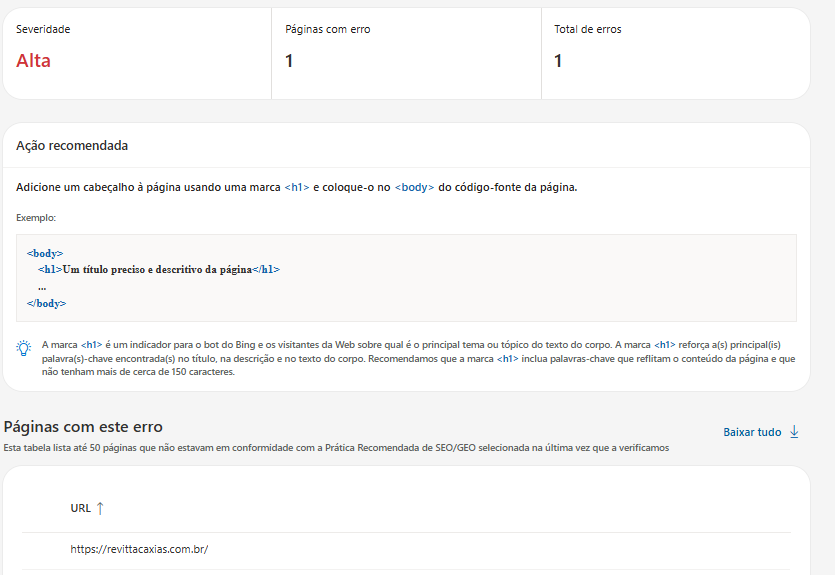 Severidade
Alta
Páginas com erro
1
Total de erros
1
Ação recomendada
Adicione um cabeçalho à página usando uma marca <h1> e coloque-o no <body> do código-fonte da página.
Exemplo:
<body>
<h1>Um título preciso e descritivo da página</h1>
...
</body>
A marca <h1> é um indicador para o bot do Bing e os visitantes da Web sobre qual é o principal tema ou tópico do texto do corpo. A marca <h1> reforça a(s) principal(is)
palavra(s)-chave encontrada(s) no título, na descrição e no texto do corpo. Recomendamos que a marca <h1> inclua palavras-chave que reflitam o conteúdo da página e que
não tenham mais de cerca de 150 caracteres.
Páginas com este erro
Baixar tudo
Esta tabela lista até 50 páginas que não estavam em conformidade com a Prática Recomendada de SEO/GEO selecionada na última vez que a verificamos
URL
https://revittacaxias.com.br/